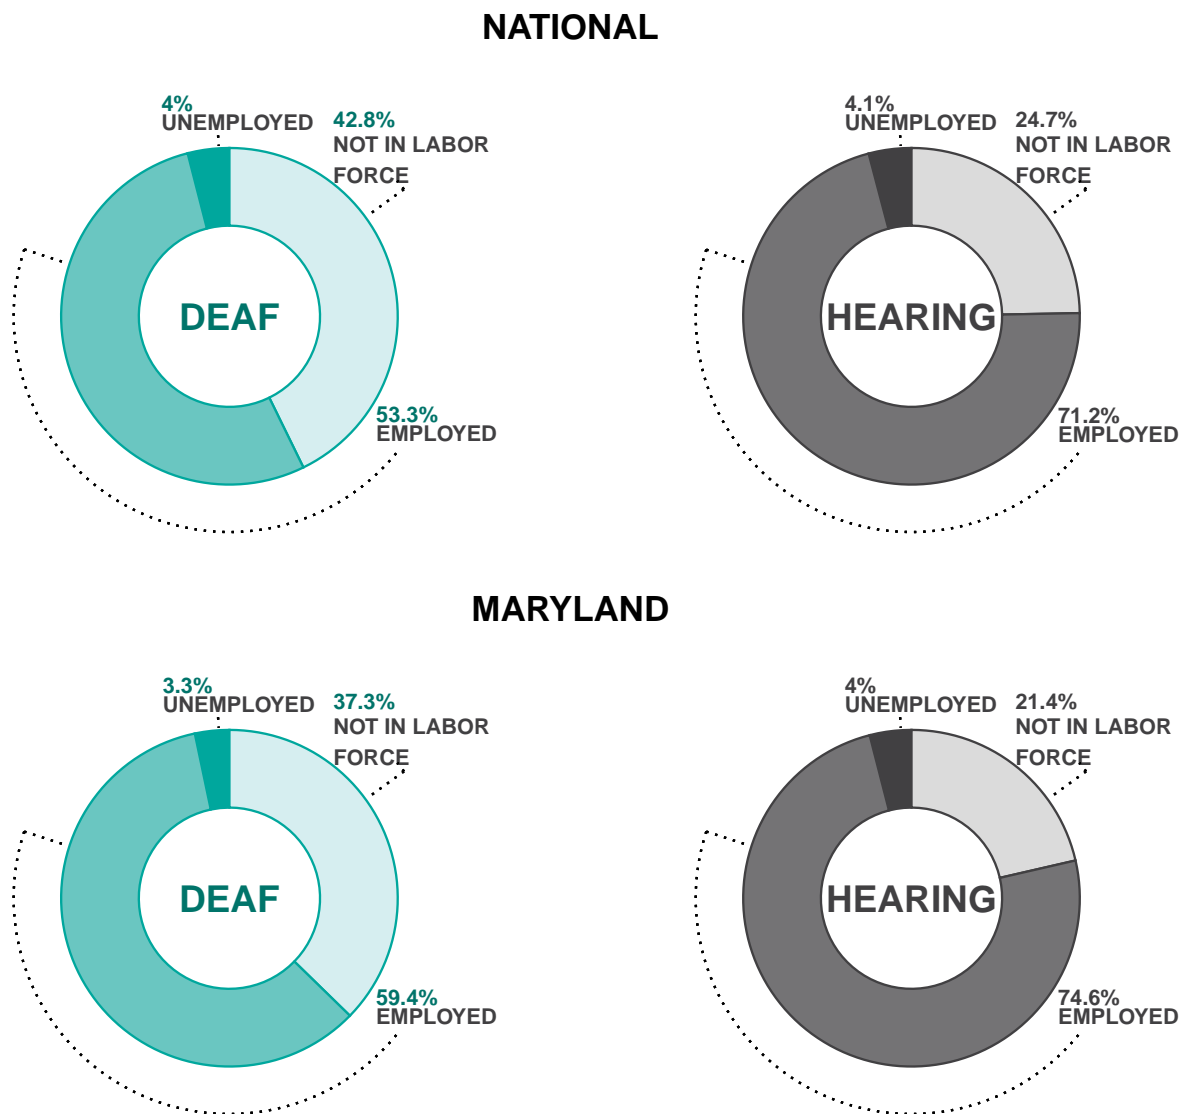 NATIONAL
4%
UNEMPLOYED
42.8%
NOT IN LABOR
FORCE
DEAF
53.3%
EMPLOYED
4.1%
UNEMPLOYED
24.7%
NOT IN LABOR
FORCE
HEARING
71.2%
EMPLOYED
MARYLAND
3.3%
UNEMPLOYED
37.3%
NOT IN LABOR
FORCE
DEAF
59.4%
EMPLOYED
4%
UNEMPLOYED
21.4%
NOT IN LABOR
FORCE
HEARING
74.6%
EMPLOYED